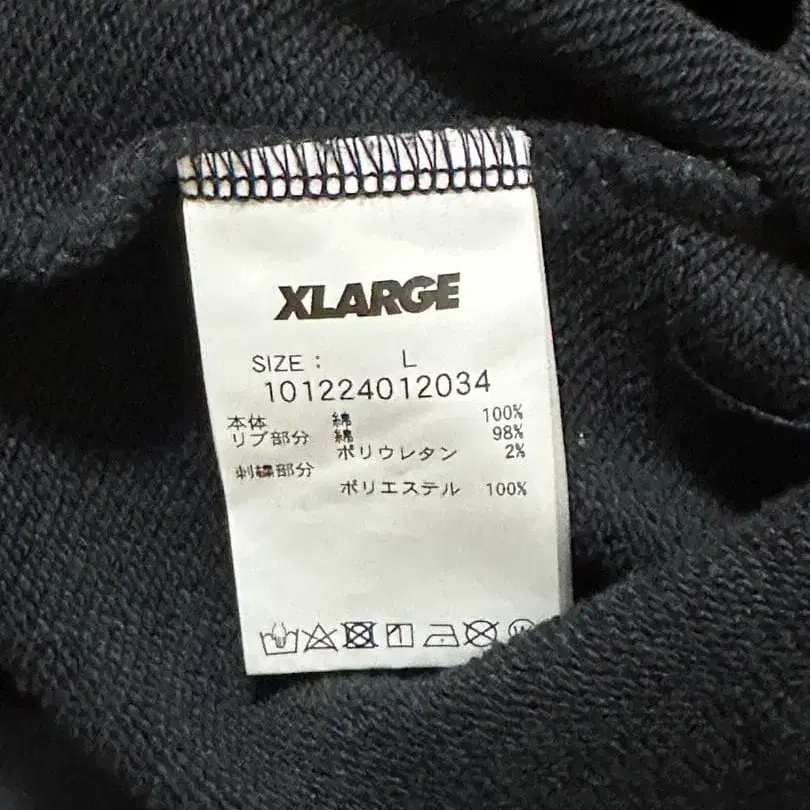 XLARGE
SIZE : L
101224012034
本体 綿 100%
リブ部分 綿 98%
ポリウレタン 2%
刺繍部分
ポリエステル 100%